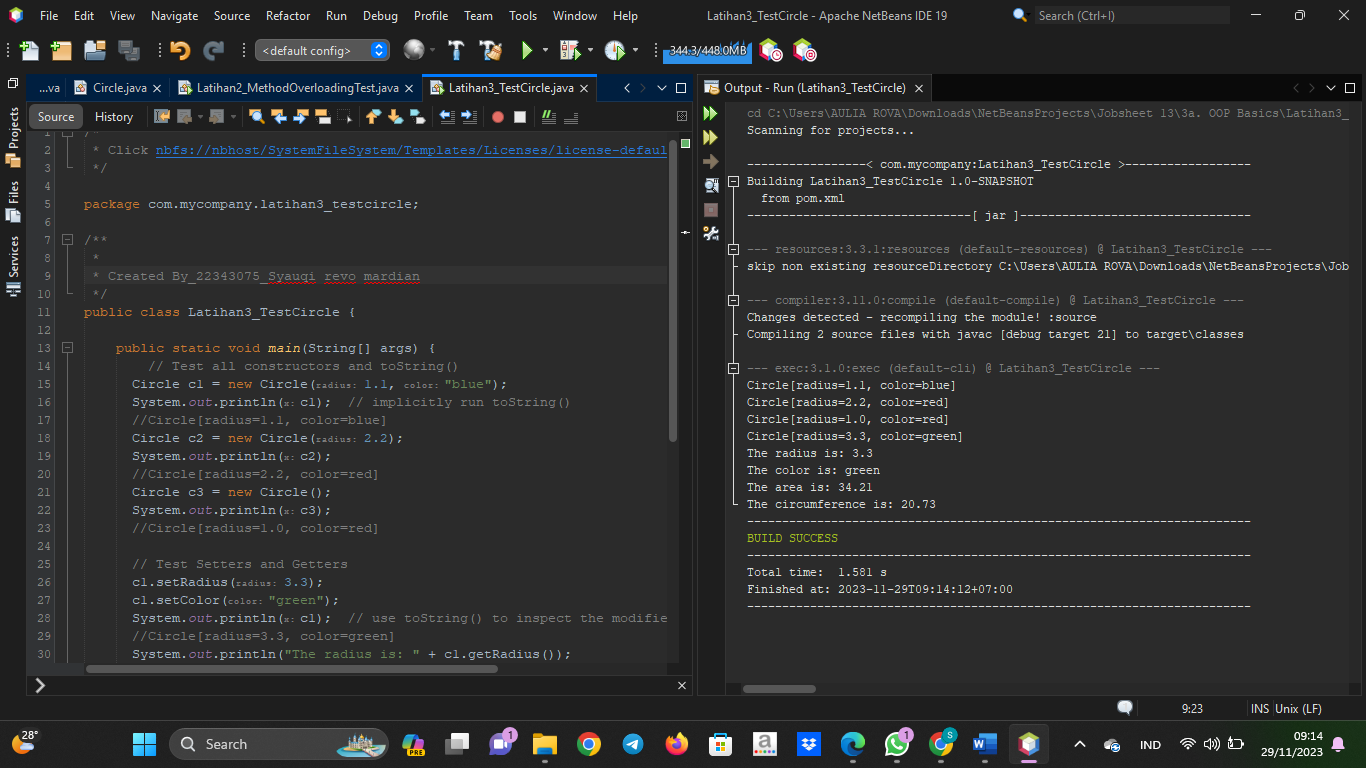 File Edit View Navigate Source Refactor Run Debug Profile Team Tools Window Help
Latihan3_TestCircle - Apache NetBeans IDE 19
Search (Ctrl+I)
<default config>
344.3/448.0MB
...va
Circle.java
Latihan2_MethodOverloadingTest.java
Latihan3_TestCircle.java
Source History
Projects
Files
Services
1 /*
2 * Click nbfs://nbhost/SystemFileSystem/Templates/Licenses/license-defaul
3 */
4
5 package com.mycompany.latihan3_testcircle;
6
7 /**
8 *
9 * Created By_22343075_Syauqi revo mardian
10 */
11 public class Latihan3_TestCircle {
12
13 public static void main(String[] args) {
14 // Test all constructors and toString()
15 Circle c1 = new Circle(radius: 1.1, color: "blue");
16 System.out.println(x: c1); // implicitly run toString()
17 //Circle[radius=1.1, color=blue]
18 Circle c2 = new Circle(radius: 2.2);
19 System.out.println(x: c2);
20 //Circle[radius=2.2, color=red]
21 Circle c3 = new Circle();
22 System.out.println(x: c3);
23 //Circle[radius=1.0, color=red]
24
25 // Test Setters and Getters
26 c1.setRadius(radius: 3.3);
27 c1.setColor(color: "green");
28 System.out.println(x: c1); // use toString() to inspect the modifie
29 //Circle[radius=3.3, color=green]
30 System.out.println("The radius is: " + c1.getRadius());
Output - Run (Latihan3_TestCircle)
cd C:\Users\AULIA ROVA\Downloads\NetBeansProjects\Jobsheet 13\3a. OOP Basics\Latihan3_
Scanning for projects...
-----------------< com.mycompany:Latihan3_TestCircle >------------------
Building Latihan3_TestCircle 1.0-SNAPSHOT
from pom.xml
--------------------------------[ jar ]---------------------------------
--- resources:3.3.1:resources (default-resources) @ Latihan3_TestCircle ---
skip non existing resourceDirectory C:\Users\AULIA ROVA\Downloads\NetBeansProjects\Job
--- compiler:3.11.0:compile (default-compile) @ Latihan3_TestCircle ---
Changes detected - recompiling the module! :source
Compiling 2 source files with javac [debug target 21] to target\classes
--- exec:3.1.0:exec (default-cli) @ Latihan3_TestCircle ---
Circle[radius=1.1, color=blue]
Circle[radius=2.2, color=red]
Circle[radius=1.0, color=red]
Circle[radius=3.3, color=green]
The radius is: 3.3
The color is: green
The area is: 34.21
The circumference is: 20.73
------------------------------------------------------------------------
BUILD SUCCESS
------------------------------------------------------------------------
Total time: 1.581 s
Finished at: 2023-11-29T09:14:12+07:00
------------------------------------------------------------------------
9:23
INS Unix (LF)
28°
Search
PRE
1
a
1
S
W
IND
09:14
29/11/2023